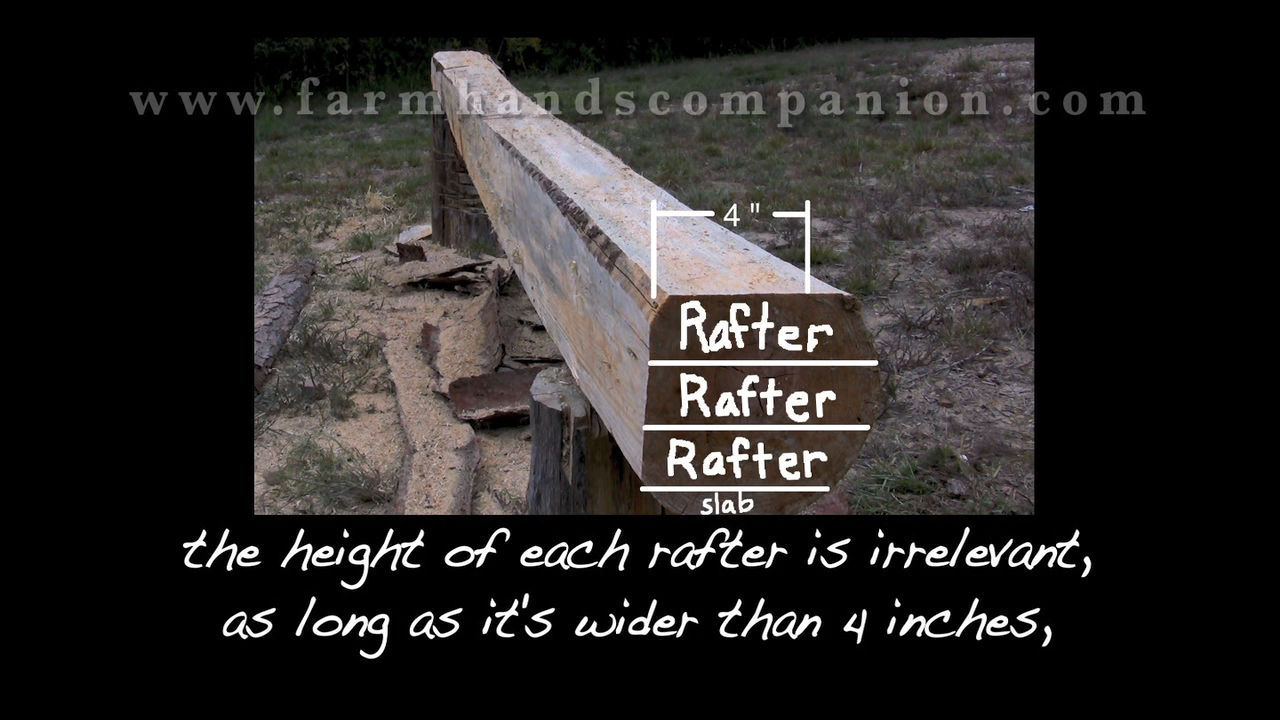 www.farmhandscompanion.com
4"
Rafter
Rafter
Rafter
slab
the height of each rafter is irrelevant,
as long as it's wider than 4 inches,